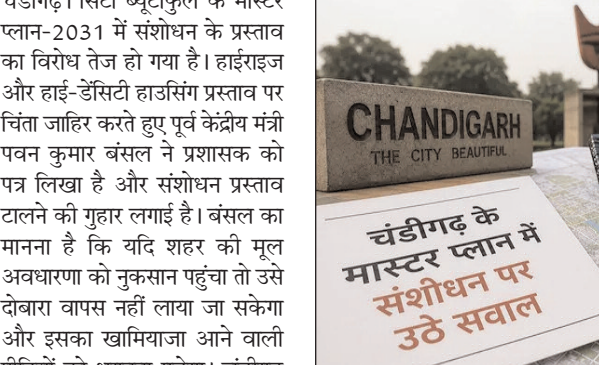 चंडीगढ़। सिटी ब्यूटीफुल के मास्टर
प्लान-2031 में संशोधन के प्रस्ताव
का विरोध तेज हो गया है। हाईराइज
और हाई-डेंसिटी हाउसिंग प्रस्ताव पर
चिंता जाहिर करते हुए पूर्व केंद्रीय मंत्री
पवन कुमार बंसल ने प्रशासक को
पत्र लिखा है और संशोधन प्रस्ताव
टालने की गुहार लगाई है। बंसल का
मानना है कि यदि शहर की मूल
अवधारणा को नुकसान पहुंचा तो उसे
दोबारा वापस नहीं लाया जा सकेगा
और इसका खामियाजा आने वाली
CHANDIGARH
THE CITY BEAUTIFUL
चंडीगढ़ के
मास्टर प्लान में
संशीधन पर
उठे सवाल